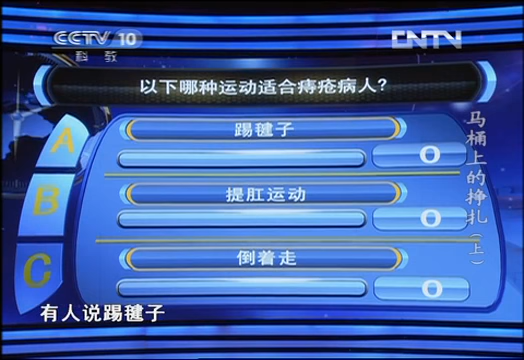 CCTV 10
科教
CNTV
以下哪种运动适合痔疮病人?
A
踢毽子
0
B
提肛运动
0
C
倒着走
0
马桶上的挣扎(上)
有人说踢毽子